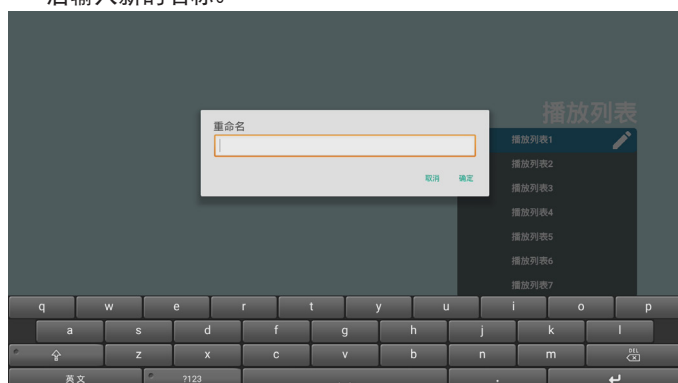 后输入新的名称。
播放列表
重命名
播放列表1
播放列表2
取消 确定
播放列表3
播放列表4
播放列表5
播放列表6
播放列表7
q w e r t y u i o p
a s d f g h j k l
z x c v b n m DEL
英文 ?123 .